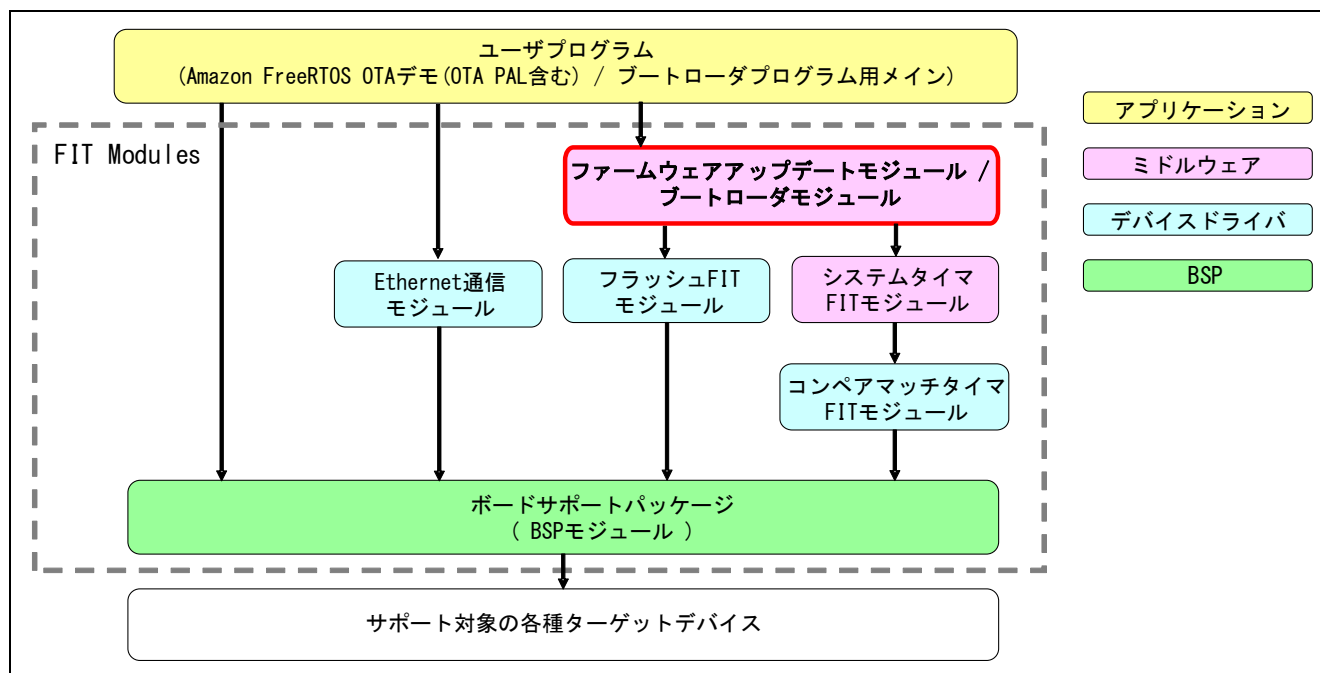 ユーザプログラム
(Amazon FreeRTOS OTAデモ(OTA PAL含む) / ブートローダプログラム用メイン)
アプリケーション
FIT Modules
ファームウェアアップデートモジュール /
ブートローダモジュール
ミドルウェア
デバイスドライバ
Ethernet通信
モジュール
フラッシュFIT
モジュール
システムタイマ
FITモジュール
BSP
コンペアマッチタイマ
FITモジュール
ボードサポートパッケージ
( BSPモジュール )
サポート対象の各種ターゲットデバイス